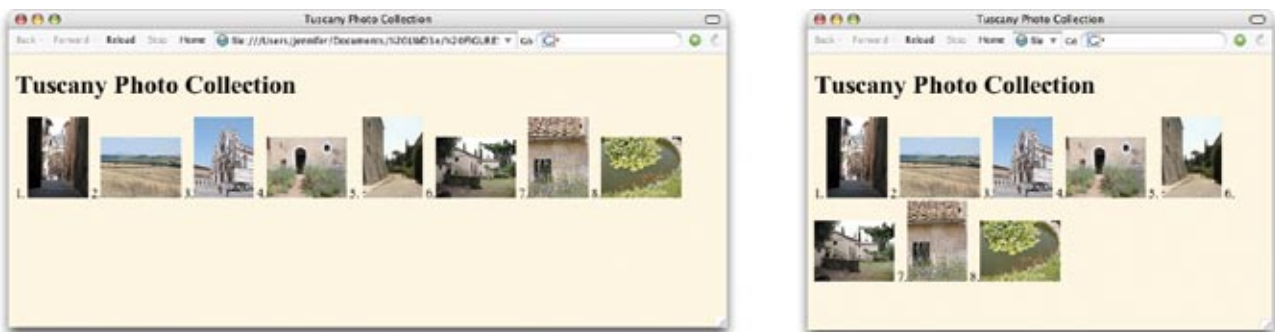 Tuscany Photo Collection
Back Forward Reload Stop Home
Tuscany Photo Collection
1. 2. 3. 4. 5. 6. 7. 8.
Tuscany Photo Collection
Back Forward Reload Stop Home file
Tuscany Photo Collection
1. 2. 3. 4. 5. 6.
7. 8.